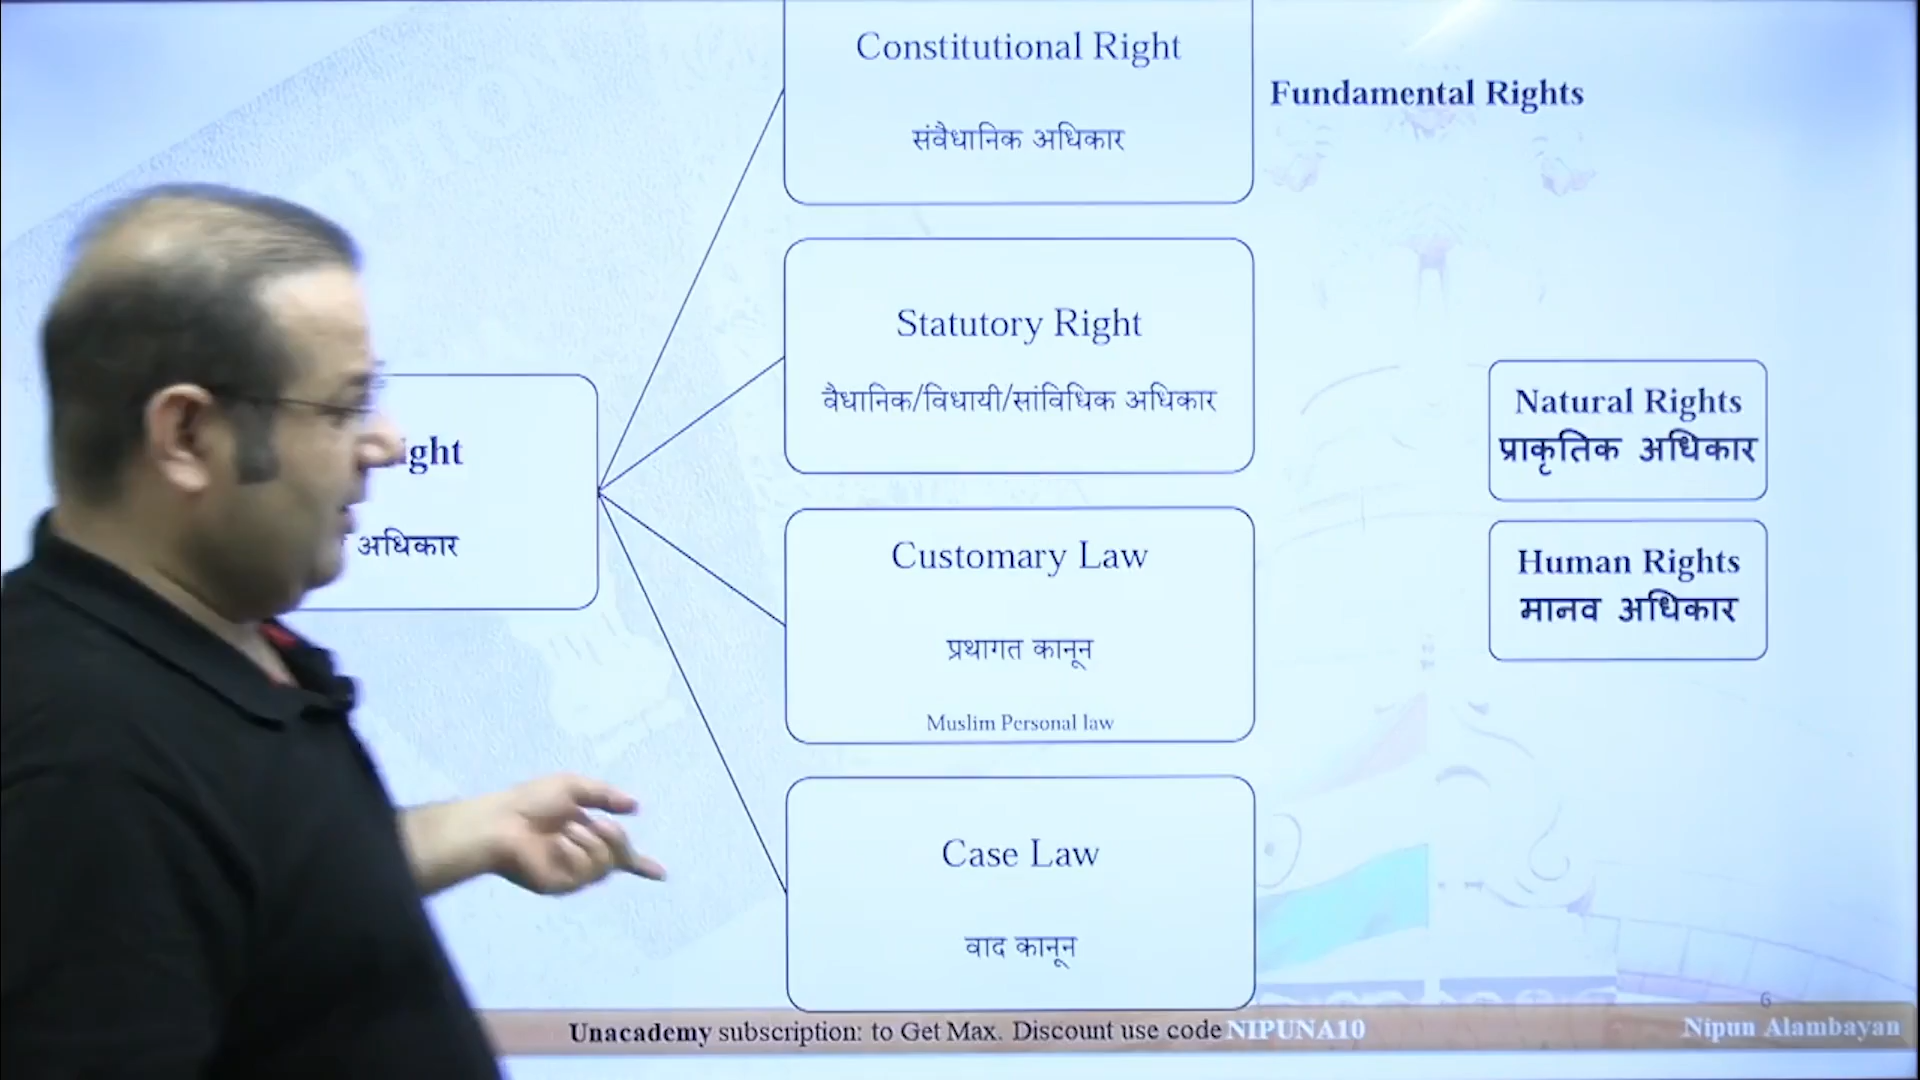 Constitutional Right
संवैधानिक अधिकार
Fundamental Rights
Statutory Right
वैधानिक/विधायी/सांविधिक अधिकार
अधिकार
Customary Law
प्रथागत कानून
Muslim Personal law
Case Law
वाद कानून
Natural Rights
प्राकृतिक अधिकार
Human Rights
मानव अधिकार
6
Unacademy subscription: to Get Max. Discount use code NIPUNA10
Nipun Alambayan